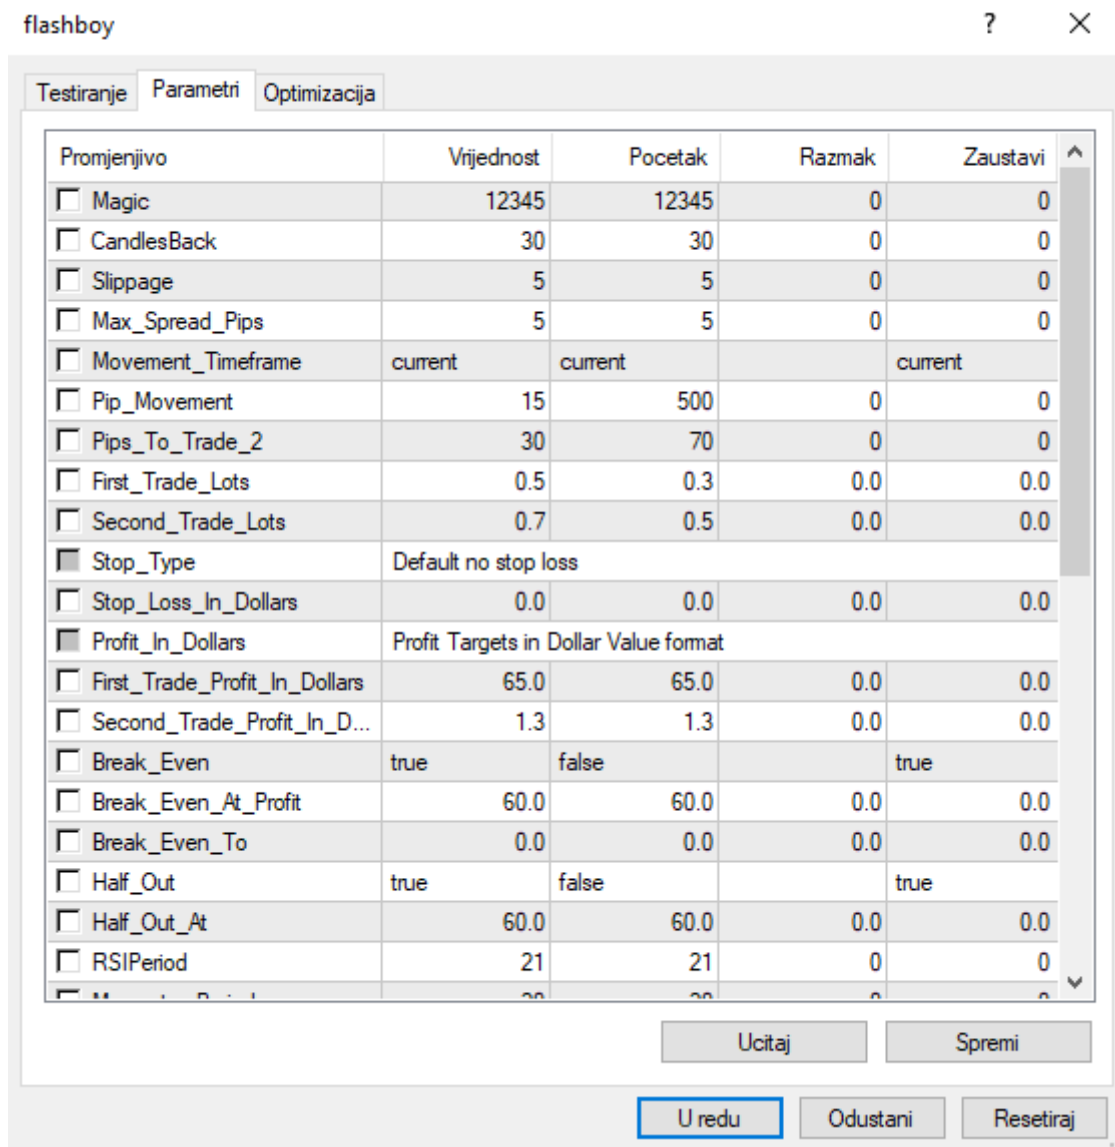 flashboy ?
Testiranje Parametri Optimizacija
Promjenjivo Vrijednost Pocetak Razmak Zaustavi
Magic 12345 12345 0 0
CandlesBack 30 30 0 0
Slippage 5 5 0 0
Max_Spread_Pips 5 5 0 0
Movement_Timeframe current current current
Pip_Movement 15 500 0 0
Pips_To_Trade_2 30 70 0 0
First_Trade_Lots 0.5 0.3 0.0 0.0
Second_Trade_Lots 0.7 0.5 0.0 0.0
Stop_Type Default no stop loss
Stop_Loss_In_Dollars 0.0 0.0 0.0 0.0
Profit_In_Dollars Profit Targets in Dollar Value format
First_Trade_Profit_In_Dollars 65.0 65.0 0.0 0.0
Second_Trade_Profit_In_D... 1.3 1.3 0.0 0.0
Break_Even true false true
Break_Even_At_Profit 60.0 60.0 0.0 0.0
Break_Even_To 0.0 0.0 0.0 0.0
Half_Out true false true
Half_Out_At 60.0 60.0 0.0 0.0
RSIPeriod 21 21 0 0
Ucitaj Spremi
U redu Odustani Resetiraj